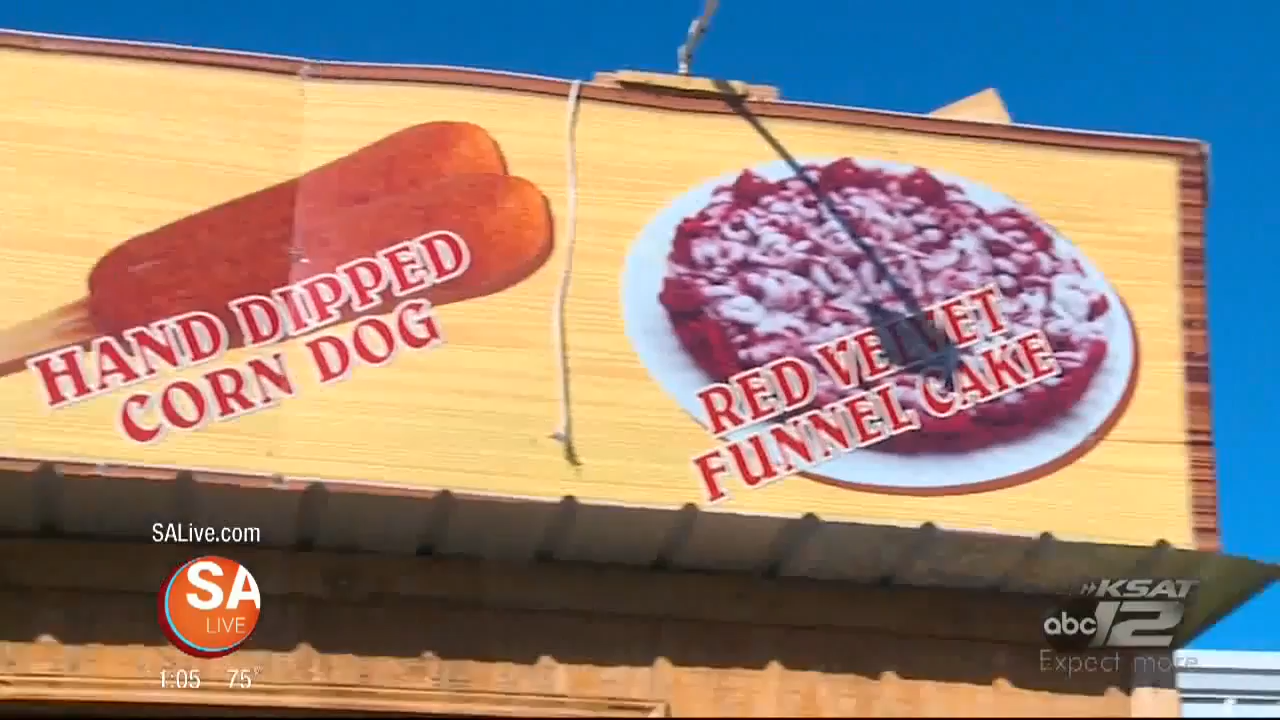 HAND DIPPED
CORN DOG
RED VELVET
FUNNEL CAKE
SALive.com
SA
LIVE
1:05 75°
KSAT
abc 12
Expect more